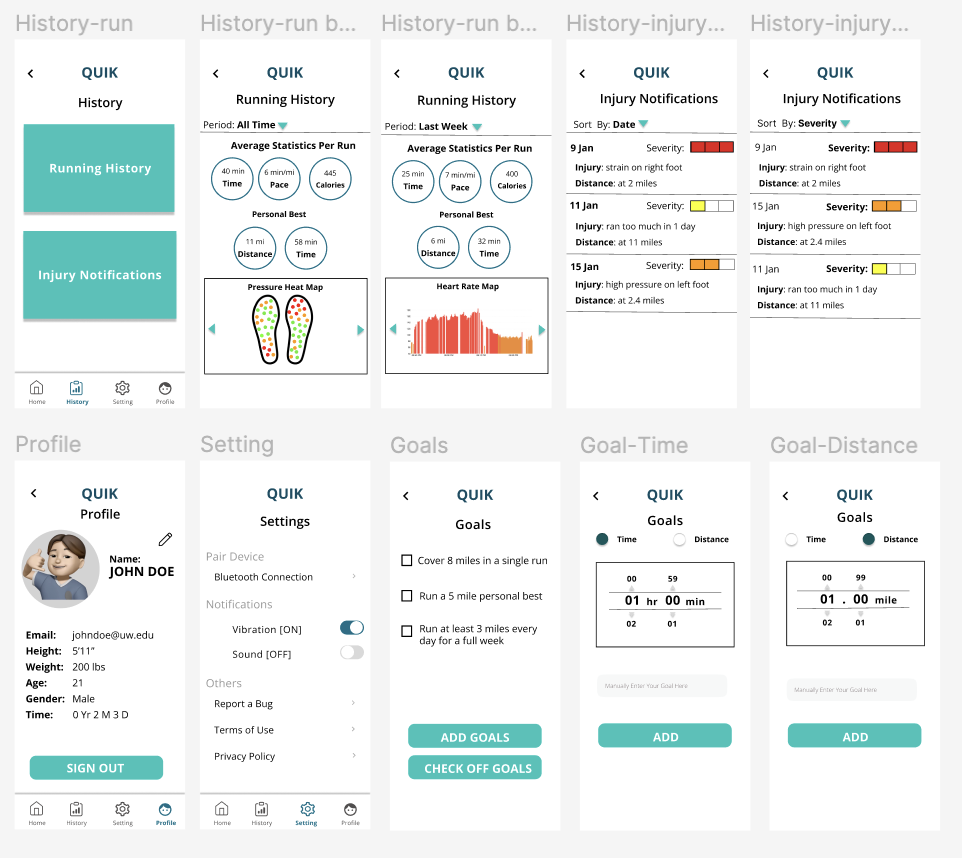 History-run
QUIK
History
Running History
Injury Notifications
Home
History
Setting
Profile
History-run b...
QUIK
Running History
Period: All Time
Average Statistics Per Run
40 min
Time
6 min/mi
Pace
445
Calories
Personal Best
11 mi
Distance
58 min
Time
Pressure Heat Map
History-run b...
QUIK
Running History
Period: Last Week
Average Statistics Per Run
25 min
Time
7 min/mi
Pace
400
Calories
Personal Best
6 mi
Distance
32 min
Time
Heart Rate Map
History-injury...
QUIK
Injury Notifications
Sort By: Date
9 Jan Severity:
Injury: strain on right foot
Distance: at 2 miles
11 Jan Severity:
Injury: ran too much in 1 day
Distance: at 11 miles
15 Jan Severity:
Injury: high pressure on left foot
Distance: at 2.4 miles
History-injury...
QUIK
Injury Notifications
Sort By: Severity
9 Jan Severity:
Injury: strain on right foot
Distance: at 2 miles
15 Jan Severity:
Injury: high pressure on left foot
Distance: at 2.4 miles
11 Jan Severity:
Injury: ran too much in 1 day
Distance: at 11 miles
Profile
QUIK
Profile
Name:
JOHN DOE
Email: johndoe@uw.edu
Height: 5'11"
Weight: 200 lbs
Age: 21
Gender: Male
Time: 0 Yr 2 M 3 D
SIGN OUT
Home
History
Setting
Profile
Setting
QUIK
Settings
Pair Device
Bluetooth Connection
Notifications
Vibration [ON]
Sound [OFF]
Others
Report a Bug
Terms of Use
Privacy Policy
Home
History
Setting
Profile
Goals
QUIK
Goals
Cover 8 miles in a single run
Run a 5 mile personal best
Run at least 3 miles every
day for a full week
ADD GOALS
CHECK OFF GOALS
Goal-Time
QUIK
Goals
Time Distance
00 59
01 hr 00 min
02 01
Manually Enter Your Goal Here
ADD
Goal-Distance
QUIK
Goals
Time Distance
00 99
01 . 00 mile
02 01
Manually Enter Your Goal Here
ADD